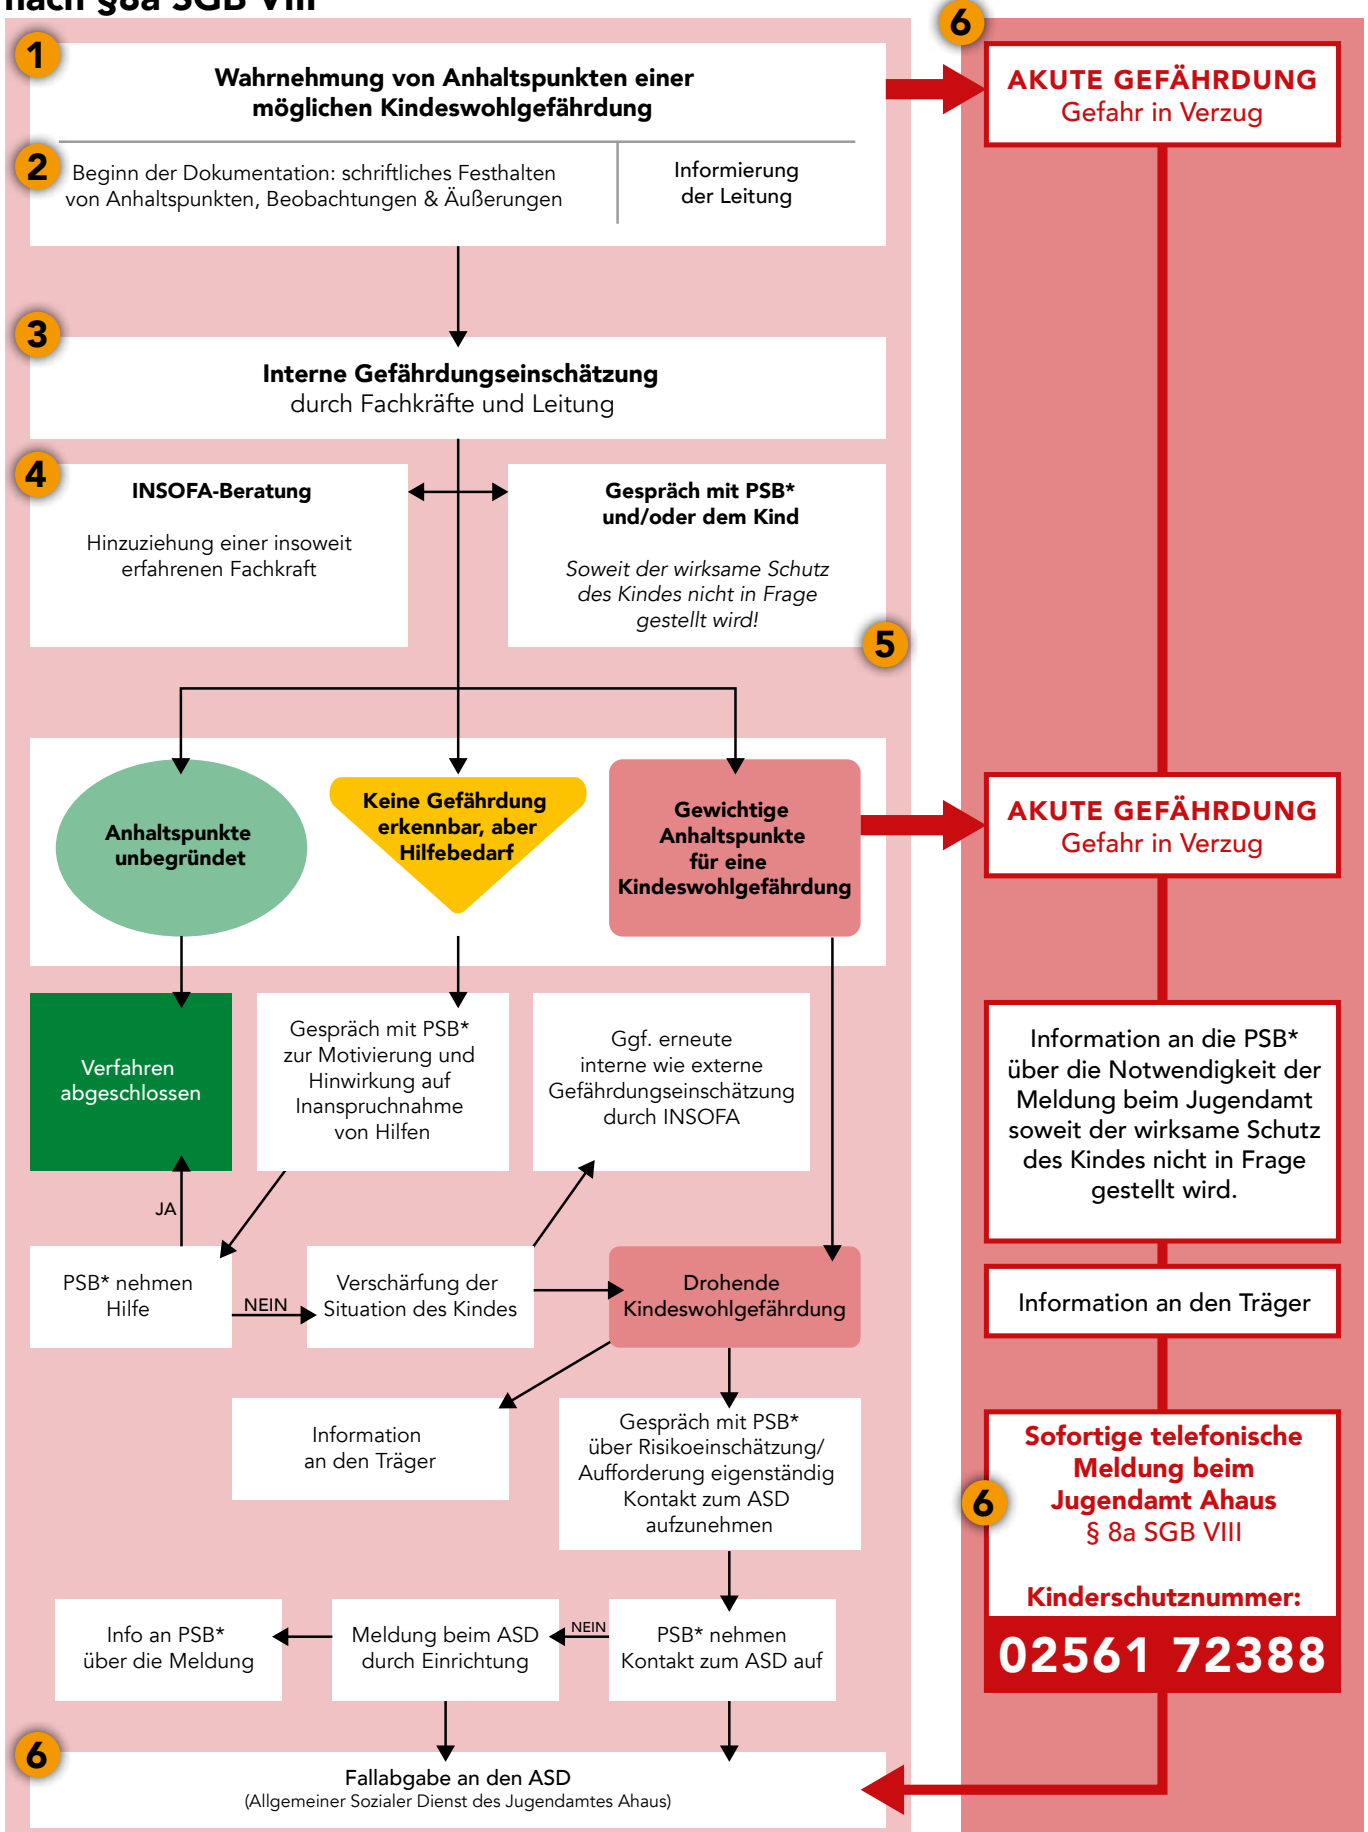 nach §8a SGB VIII
1
Wahrnehmung von Anhaltspunkten einer
möglichen Kindeswohlgefährdung
2
Beginn der Dokumentation: schriftliches Festhalten
von Anhaltspunkten, Beobachtungen & Äußerungen
Informierung
der Leitung
3
Interne Gefährdungseinschätzung
durch Fachkräfte und Leitung
4
INSOFA-Beratung
Hinzuziehung einer insoweit
erfahrenen Fachkraft
Gespräch mit PSB*
und/oder dem Kind
Soweit der wirksame Schutz
des Kindes nicht in Frage
gestellt wird!
5
Anhaltspunkte
unbegründet
Keine Gefährdung
erkennbar, aber
Hilfebedarf
Gewichtige
Anhaltspunkte
für eine
Kindeswohlgefährdung
Verfahren
abgeschlossen
Gespräch mit PSB*
zur Motivierung und
Hinwirkung auf
Inanspruchnahme
von Hilfen
Ggf. erneute
interne wie externe
Gefährdungseinschätzung
durch INSOFA
JA
PSB* nehmen
Hilfe
NEIN
Verschärfung der
Situation des Kindes
Drohende
Kindeswohlgefährdung
Information
an den Träger
Gespräch mit PSB*
über Risikoeinschätzung/
Aufforderung eigenständig
Kontakt zum ASD
aufzunehmen
Info an PSB*
über die Meldung
Meldung beim ASD
durch Einrichtung
NEIN
PSB* nehmen
Kontakt zum ASD auf
6
Fallabgabe an den ASD
(Allgemeiner Sozialer Dienst des Jugendamtes Ahaus)
6
AKUTE GEFÄHRDUNG
Gefahr in Verzug
AKUTE GEFÄHRDUNG
Gefahr in Verzug
Information an die PSB*
über die Notwendigkeit der
Meldung beim Jugendamt
soweit der wirksame Schutz
des Kindes nicht in Frage
gestellt wird.
Information an den Träger
6
Sofortige telefonische
Meldung beim
Jugendamt Ahaus
§ 8a SGB VIII
Kinderschutznummer:
02561 72388